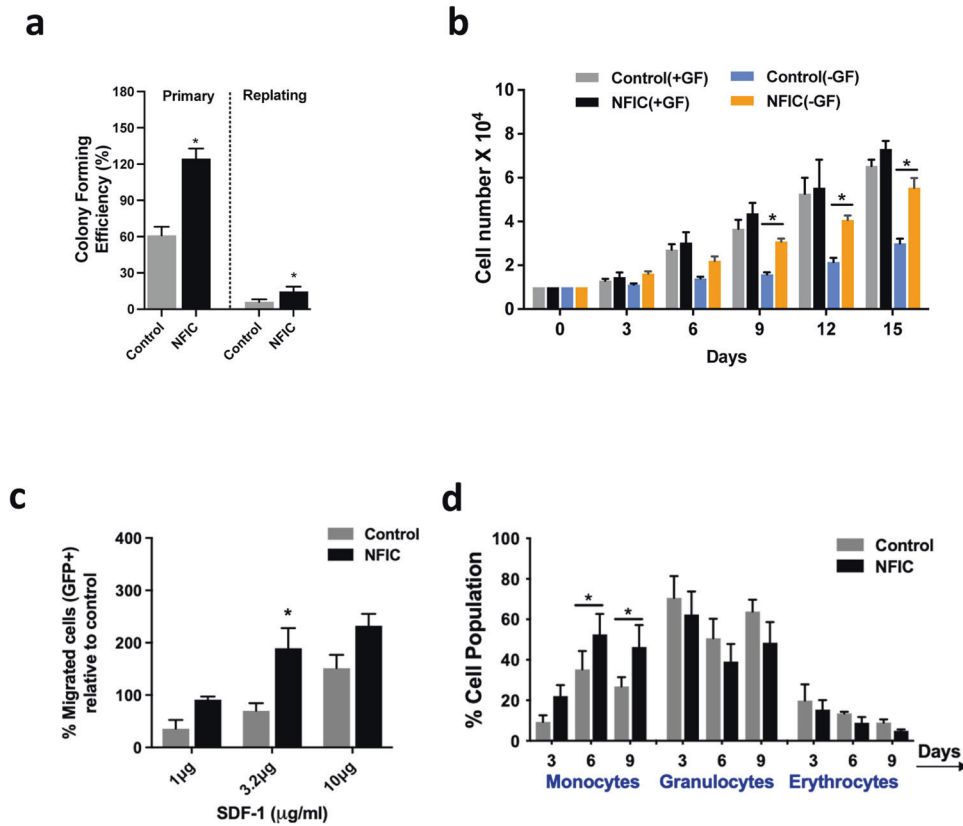 a
180
150
120
90
60
30
0
Colony Forming
Efficiency (%)
Primary
Replating
*
*
Control
NFIC
Control
NFIC
b
Control(+GF)
Control(-GF)
NFIC(+GF)
NFIC(-GF)
Cell number X 10⁴
10
8
6
4
2
0
*
*
*
0 3 6 9 12 15
Days
c
Control
NFIC
% Migrated cells (GFP+)
relative to control
400
300
200
100
0
*
1μg
3.2μg
10μg
SDF-1 (μg/ml)
d
Control
NFIC
% Cell Population
100
80
60
40
20
0
*
*
3 6 9 3 6 9 3 6 9 Days
Monocytes Granulocytes Erythrocytes